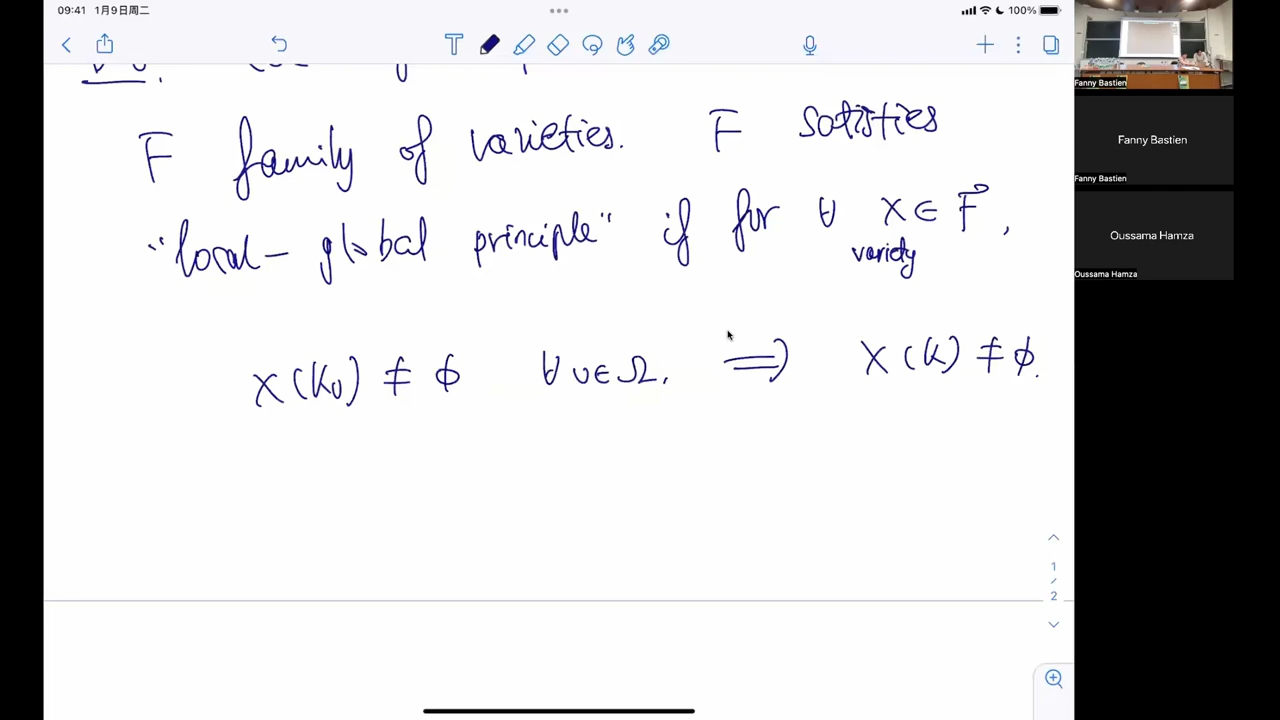 09:41 1月9日周二
100%
F family of varieties. F satisfies
"local-global principle" if for ∀ X ∈ F,
variety
X(Kv) ≠ ∅ ∀ v ∈ Ω, ⟹ X(K) ≠ ∅.
1
/
2
Fanny Bastien
Fanny Bastien
Fanny Bastien
Oussama Hamza
Oussama Hamza